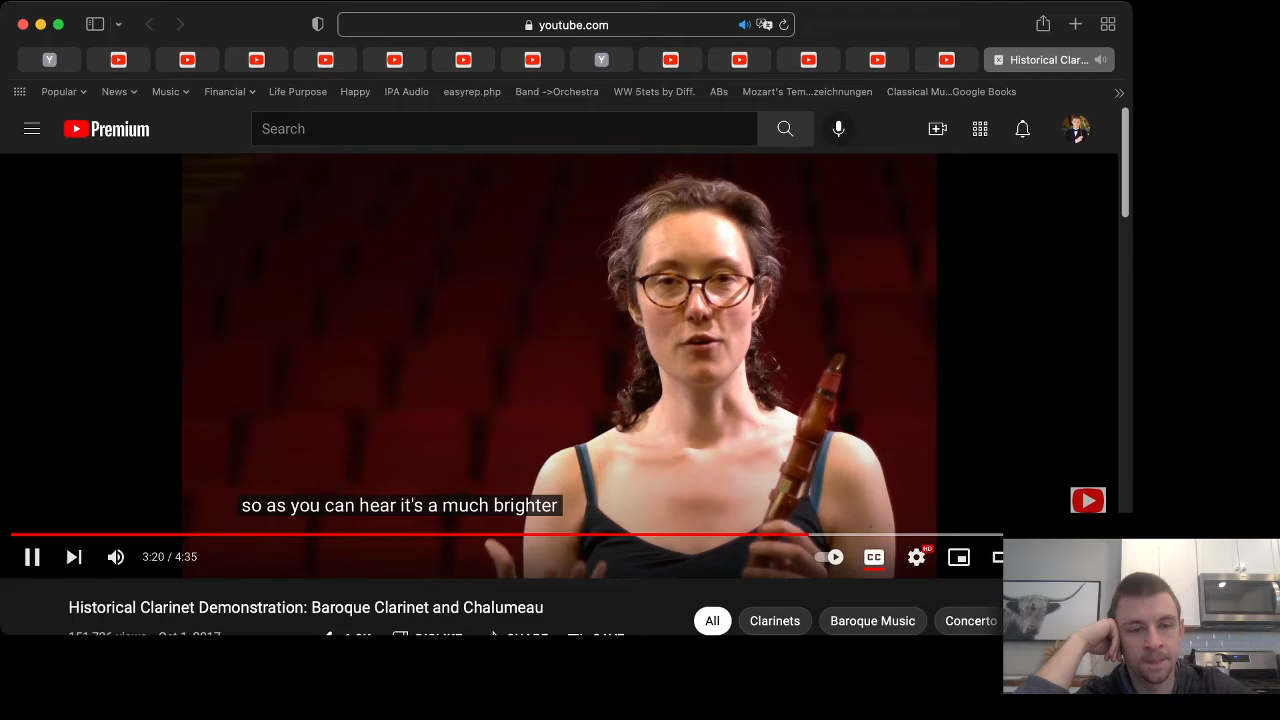 youtube.com
Y
Y
Historical Clar...
Popular
News
Music
Financial
Life Purpose
Happy
IPA Audio
easyrep.php
Band ->Orchestra
WW 5tets by Diff.
ABs
Mozart's Tem...zeichnungen
Classical Mu...Google Books
Premium
Search
so as you can hear it's a much brighter
3:20 / 4:35
CC
HD
Historical Clarinet Demonstration: Baroque Clarinet and Chalumeau
All
Clarinets
Baroque Music
Concerto